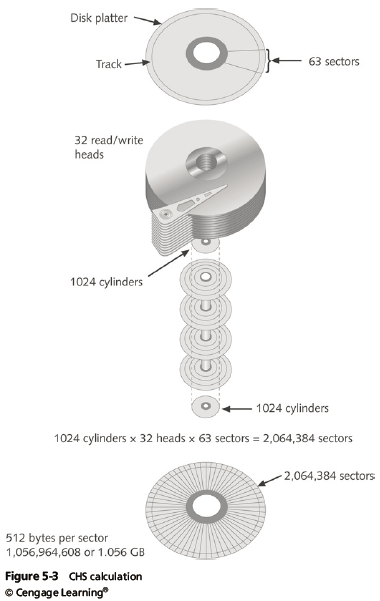 Disk platter
Track
63 sectors
32 read/write
heads
1024 cylinders
1024 cylinders
1024 cylinders x 32 heads x 63 sectors = 2,064,384 sectors
2,064,384 sectors
512 bytes per sector
1,056,964,608 or 1.056 GB
Figure 5-3 CHS calculation
© Cengage Learning®